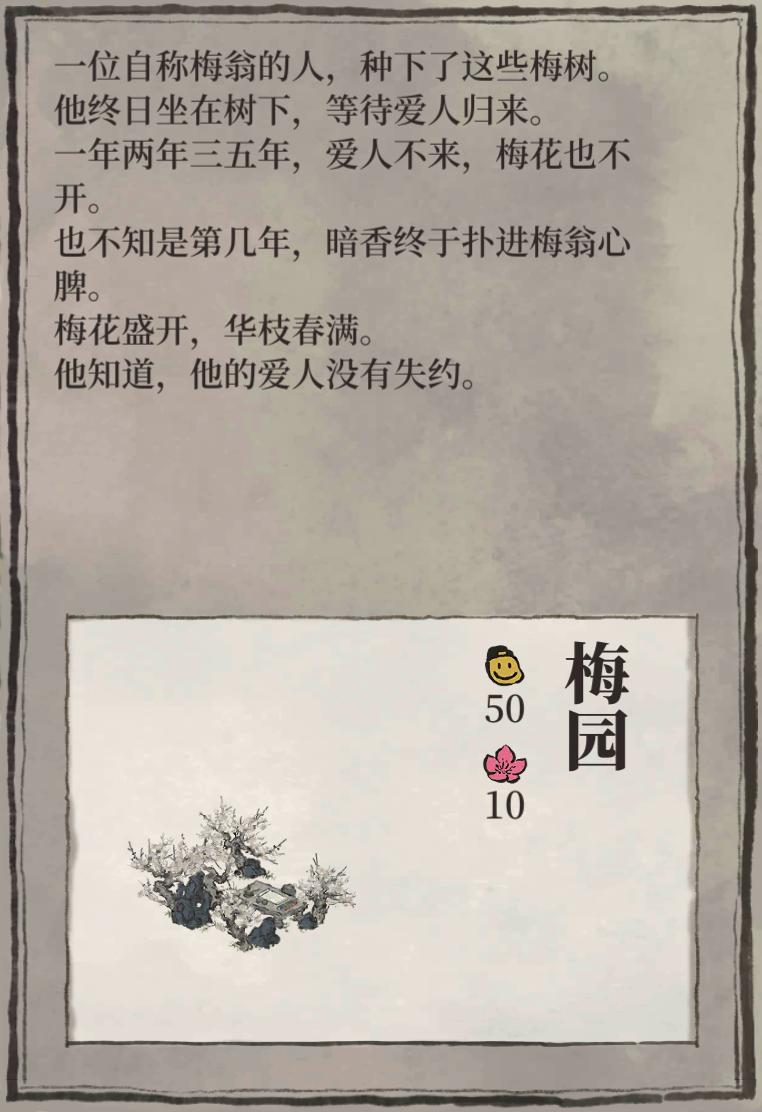 一位自称梅翁的人，种下了这些梅树。
他终日坐在树下，等待爱人归来。
一年两年三五年，爱人不来，梅花也不
开。
也不知是第几年，暗香终于扑进梅翁心
脾。
梅花盛开，华枝春满。
他知道，他的爱人没有失约。
梅园
50
10